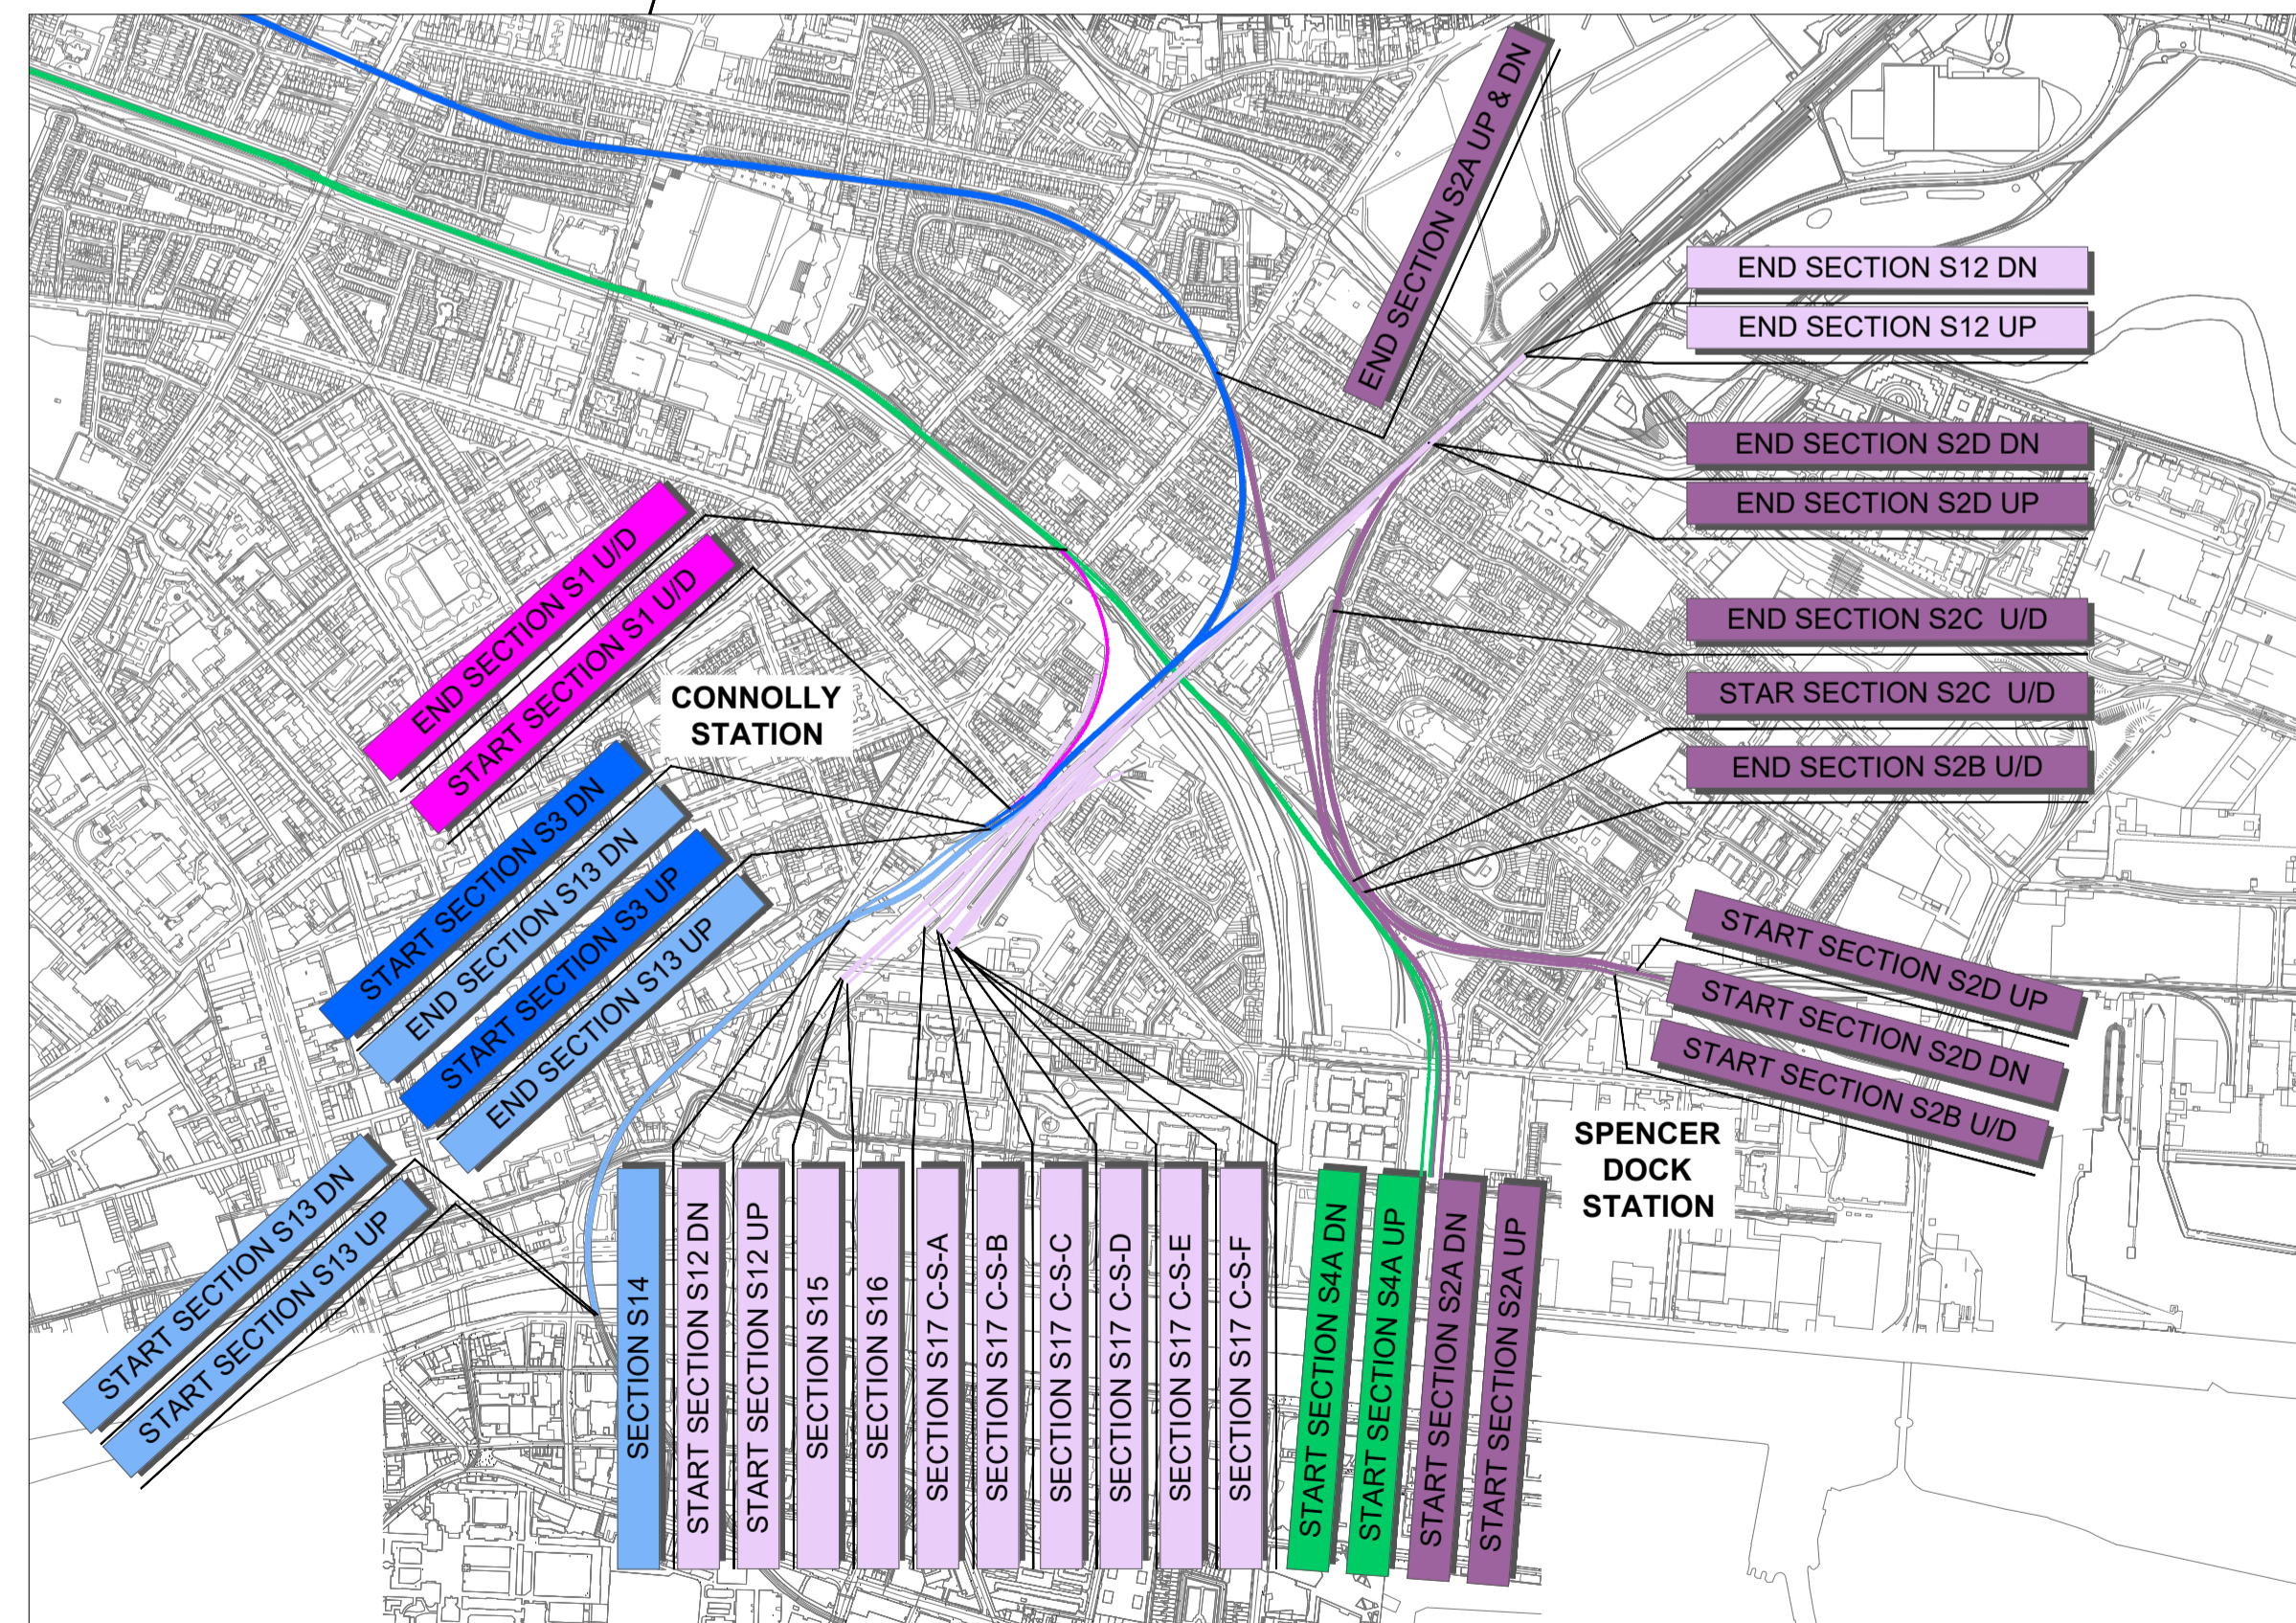 END SECTION S2A UP & DN
END SECTION S12 DN
END SECTION S12 UP
END SECTION S2D DN
END SECTION S2D UP
END SECTION S2C U/D
STAR SECTION S2C U/D
END SECTION S2B U/D
END SECTION S1 U/D
START SECTION S1 U/D
CONNOLLY
STATION
START SECTION S3 DN
END SECTION S13 DN
START SECTION S3 UP
END SECTION S13 UP
START SECTION S13 DN
START SECTION S13 UP
START SECTION S2D UP
START SECTION S2D DN
START SECTION S2B U/D
SPENCER
DOCK
STATION
SECTION S14
START SECTION S12 DN
START SECTION S12 UP
SECTION S15
SECTION S16
SECTION S17 C-S-A
SECTION S17 C-S-B
SECTION S17 C-S-C
SECTION S17 C-S-D
SECTION S17 C-S-E
SECTION S17 C-S-F
START SECTION S4A DN
START SECTION S4A UP
START SECTION S2A DN
START SECTION S2A UP